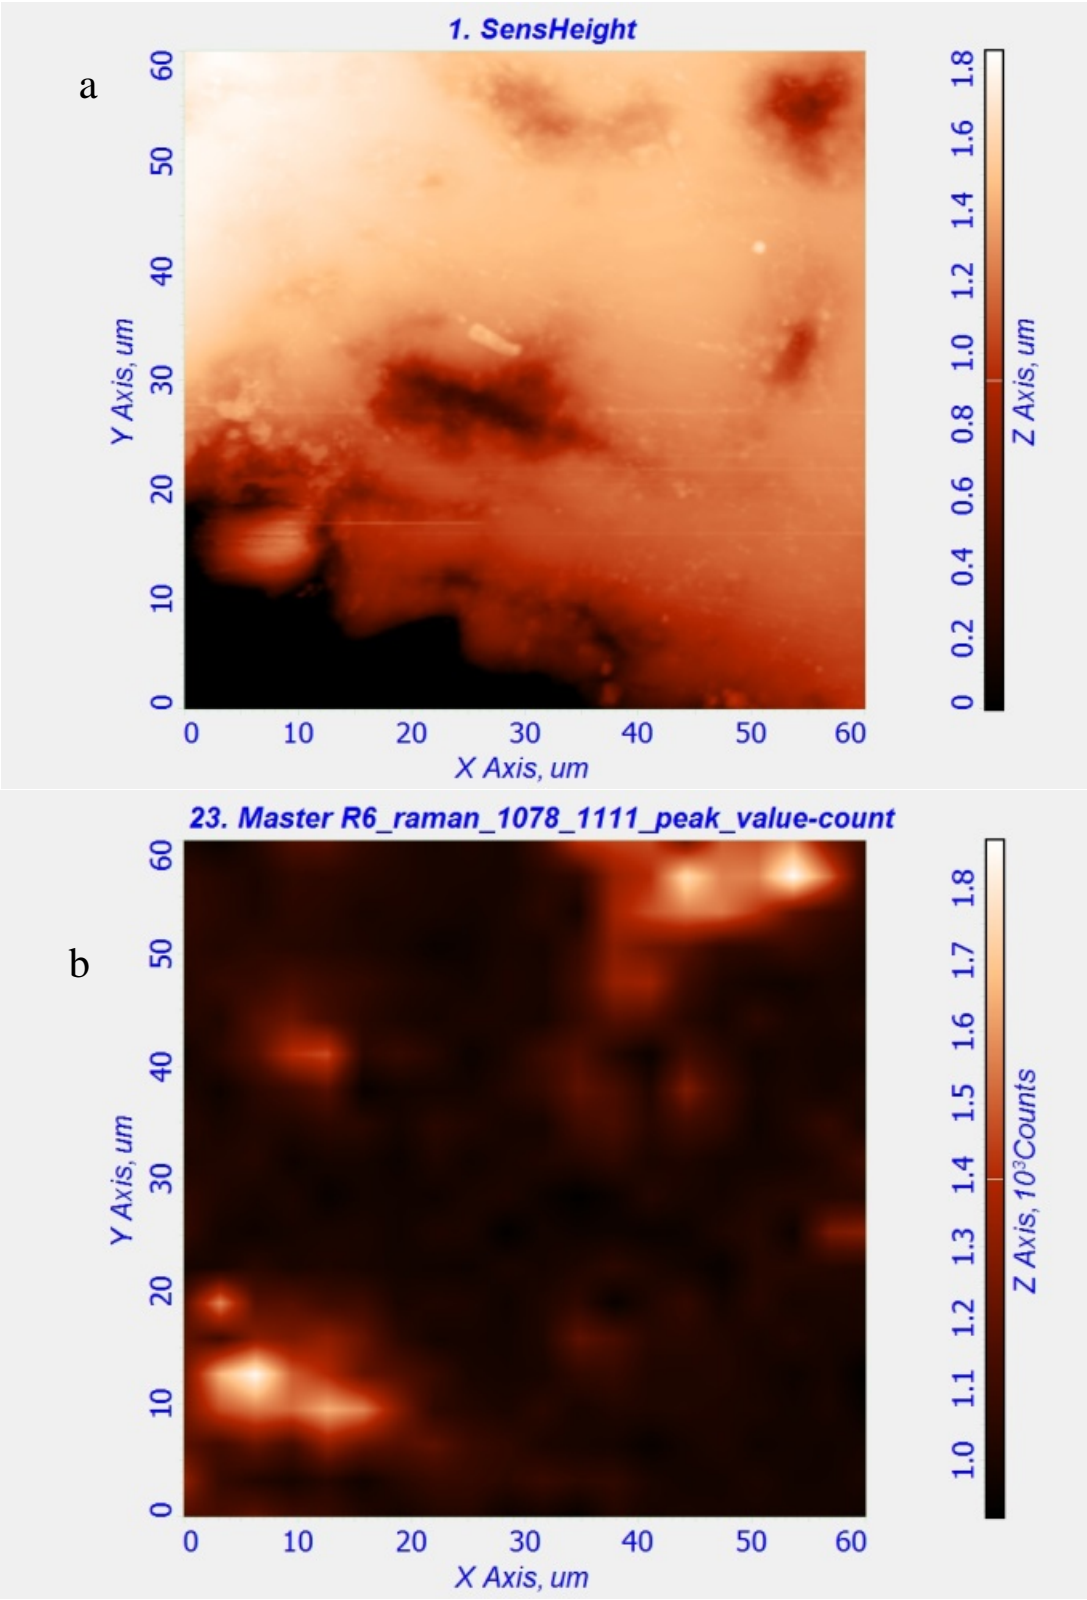 1. SensHeight
a
60
50
40
30
20
10
0
Y Axis, um
0 10 20 30 40 50 60
X Axis, um
1.8
1.6
1.4
1.2
1.0
0.8
0.6
0.4
0.2
0
Z Axis, um
23. Master R6_raman_1078_1111_peak_value-count
b
60
50
40
30
20
10
0
Y Axis, um
0 10 20 30 40 50 60
X Axis, um
1.8
1.7
1.6
1.5
1.4
1.3
1.2
1.1
1.0
Z Axis, 10³Counts